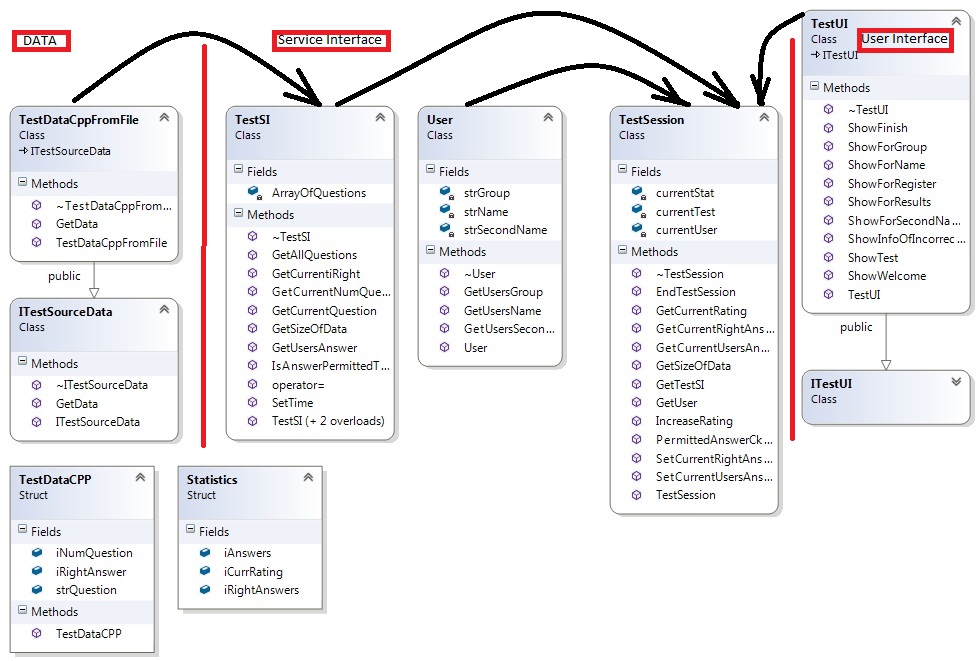 DATA
Service Interface
User Interface
TestDataCppFromFile
Class
ITestSourceData
Methods
~TestDataCppFrom...
GetData
TestDataCppFromFile
public
ITestSourceData
Class
Methods
~ITestSourceData
GetData
ITestSourceData
TestDataCPP
Struct
Fields
iNumQuestion
iRightAnswer
strQuestion
Methods
TestDataCPP
Statistics
Struct
Fields
iAnswers
iCurrRating
iRightAnswers
TestSI
Class
Fields
ArrayOfQuestions
Methods
~TestSI
GetAllQuestions
GetCurrentiRight
GetCurrentNumQue...
GetCurrentQuestion
GetSizeOfData
GetUsersAnswer
IsAnswerPermittedT...
operator=
SetTime
TestSI (+ 2 overloads)
User
Class
Fields
strGroup
strName
strSecondName
Methods
~User
GetUsersGroup
GetUsersName
GetUsersSecon...
User
TestSession
Class
Fields
currentStat
currentTest
currentUser
Methods
~TestSession
EndTestSession
GetCurrentRating
GetCurrentRightAns...
GetCurrentUsersAn...
GetSizeOfData
GetTestSI
GetUser
IncreaseRating
PermittedAnswerCk...
SetCurrentRightAns...
SetCurrentUsersAns...
TestSession
TestUI
Class
ITestUI
Methods
~TestUI
ShowFinish
ShowForGroup
ShowForName
ShowForRegister
ShowForResults
ShowForSecondNa...
ShowInfoOfIncorrec...
ShowTest
ShowWelcome
TestUI
public
ITestUI
Class